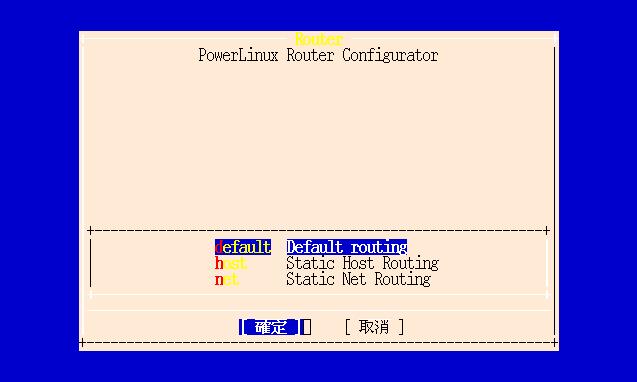 Router
PowerLinux Router Configurator
default Default routing
host Static Host Routing
net Static Net Routing
[ 確定 ] [ 取消 ]